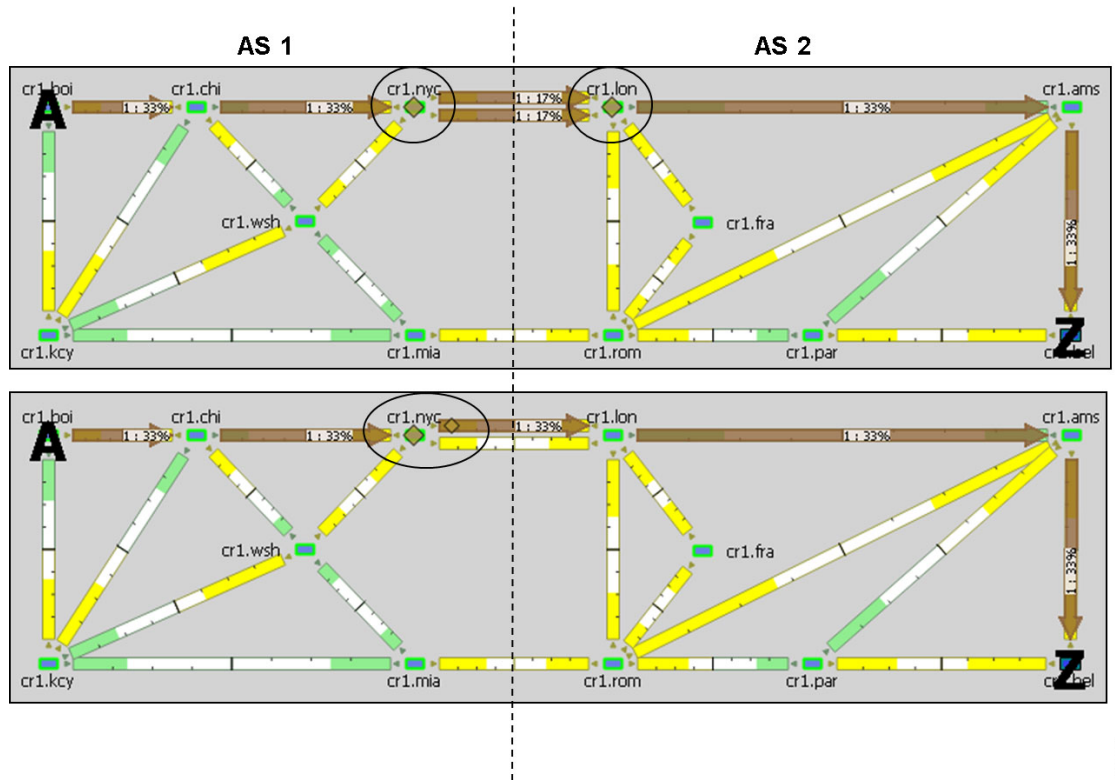 AS 1 AS 2
cr1.boi cr1.chi cr1.nyc cr1.lon cr1.ams
1 : 17%
A 1 : 33% 1 : 33% 1 : 33%
1 : 17%
cr1.wsh cr1.fra
1 : 33%
Z
cr1.kcy cr1.mia cr1.rom cr1.par
cr1.boi cr1.chi cr1.nyc cr1.lon cr1.ams
1 : 33%
A 1 : 33% 1 : 33% 1 : 33%
cr1.wsh cr1.fra
1 : 33%
Z
cr1.kcy cr1.mia cr1.rom cr1.par